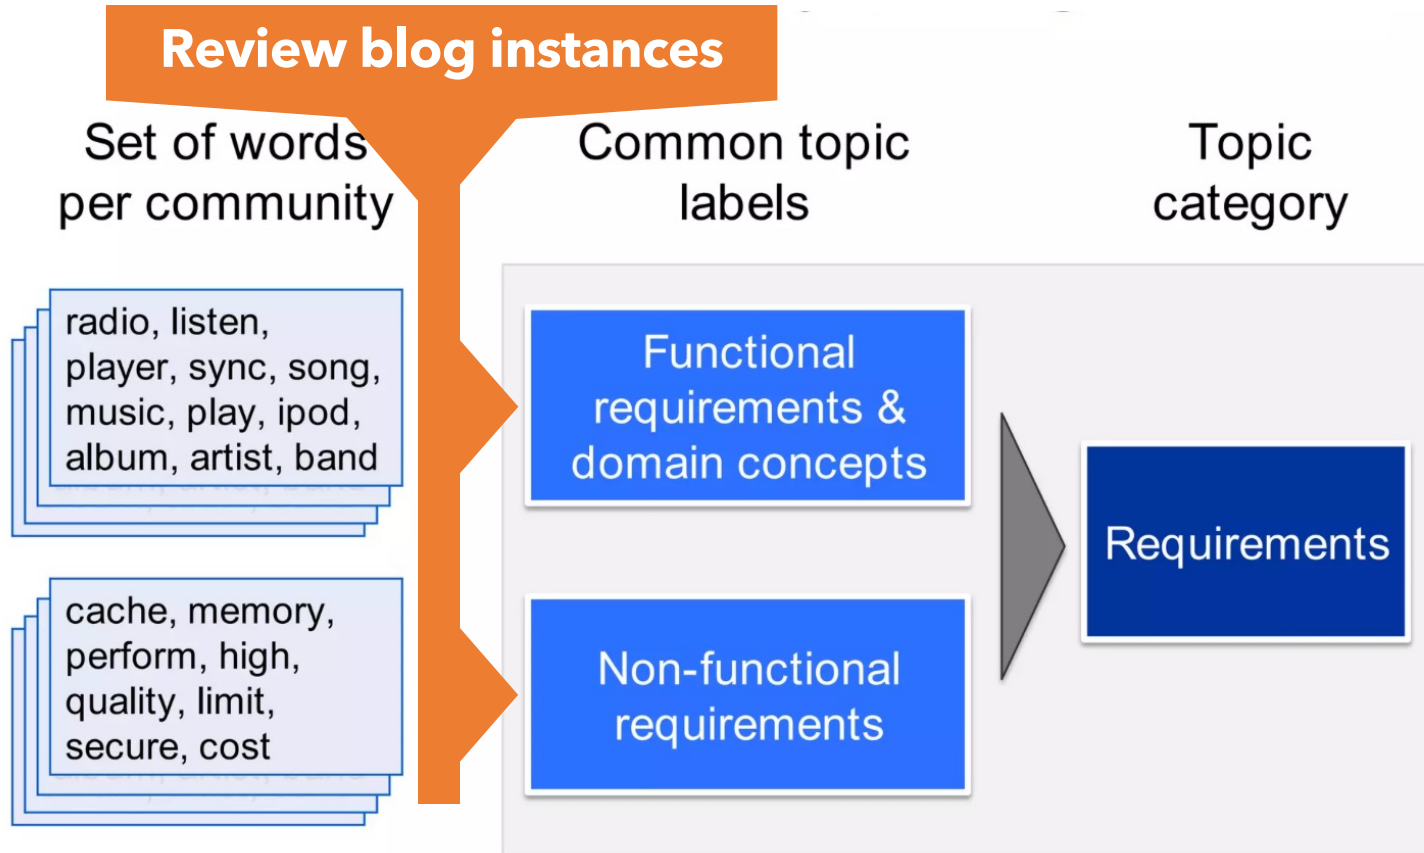 Review blog instances
Set of words
per community
Common topic
labels
Topic
category
radio, listen,
player, sync, song,
music, play, ipod,
album, artist, band
Functional
requirements &
domain concepts
Requirements
cache, memory,
perform, high,
quality, limit,
secure, cost
Non-functional
requirements